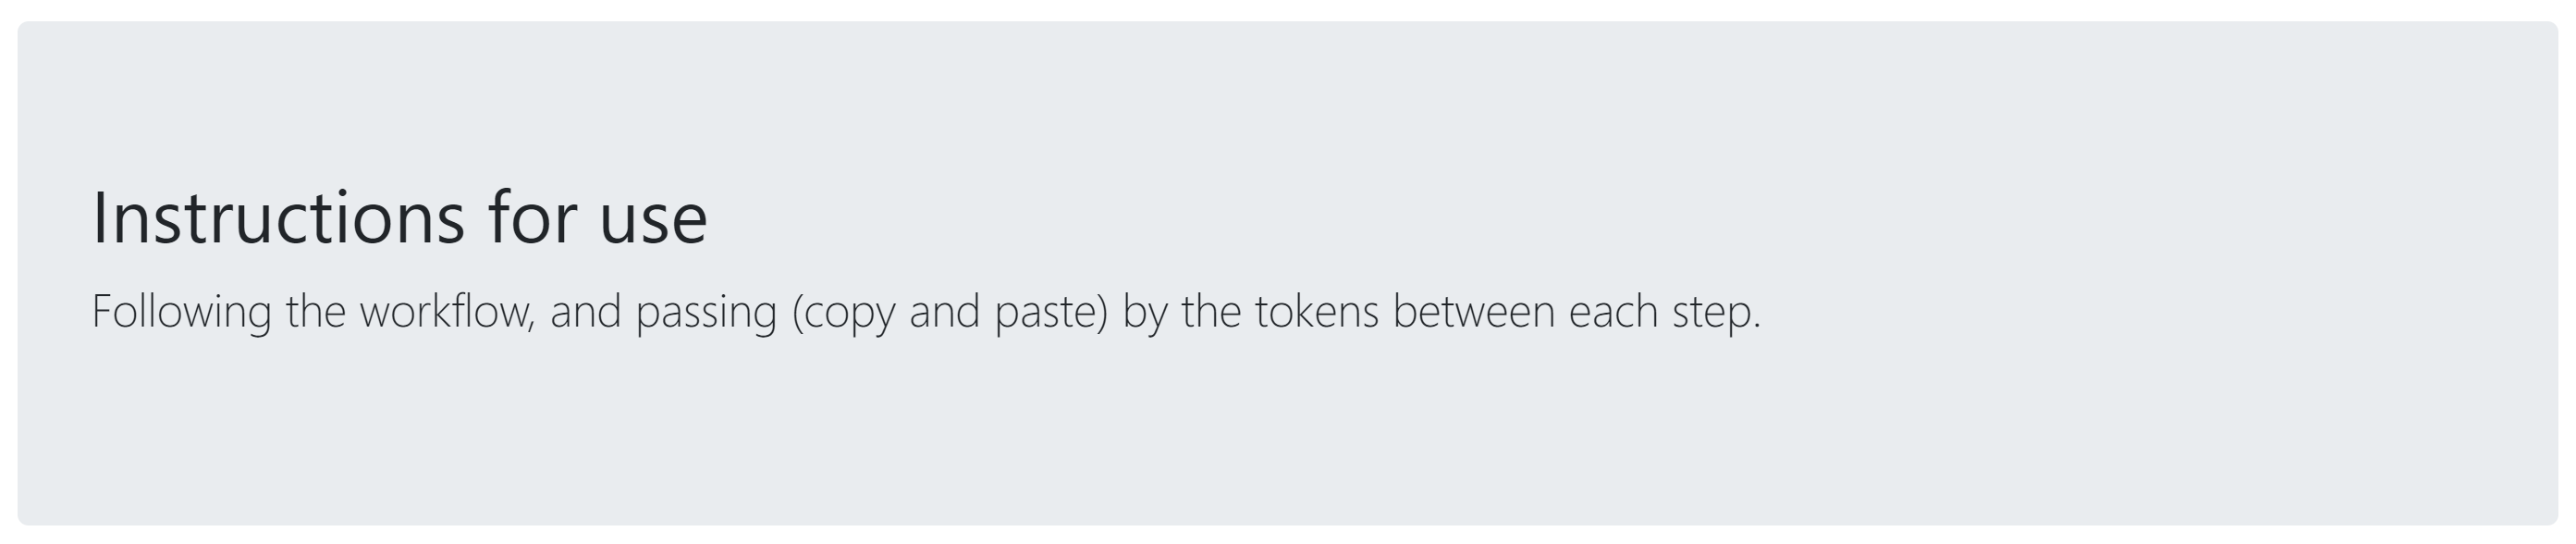 Instructions for use
Following the workflow, and passing (copy and paste) by the tokens between each step.